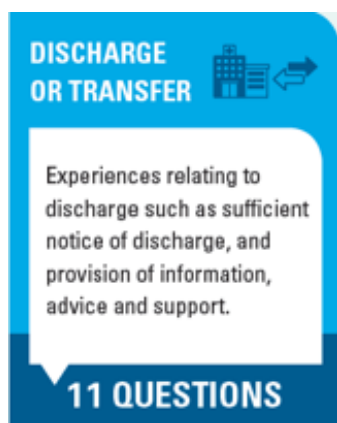 DISCHARGE
OR TRANSFER
Experiences relating to
discharge such as sufficient
notice of discharge, and
provision of information,
advice and support.
11 QUESTIONS